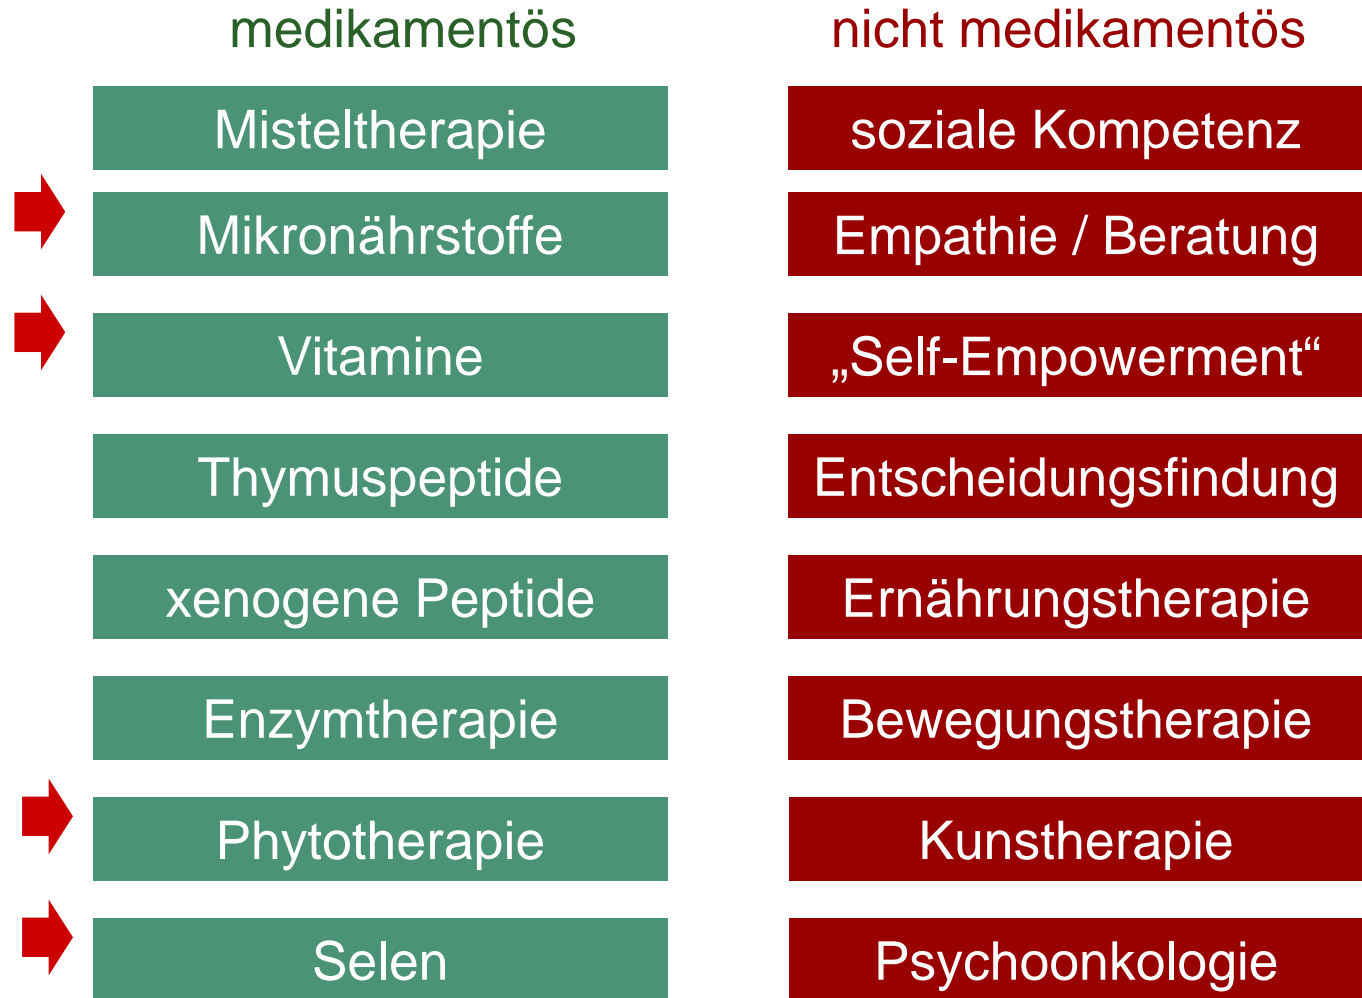 medikamentös
nicht medikamentös
Misteltherapie
soziale Kompetenz
Mikronährstoffe
Empathie / Beratung
Vitamine
„Self-Empowerment“
Thymuspeptide
Entscheidungsfindung
xenogene Peptide
Ernährungstherapie
Enzymtherapie
Bewegungstherapie
Phytotherapie
Kunstherapie
Selen
Psychoonkologie